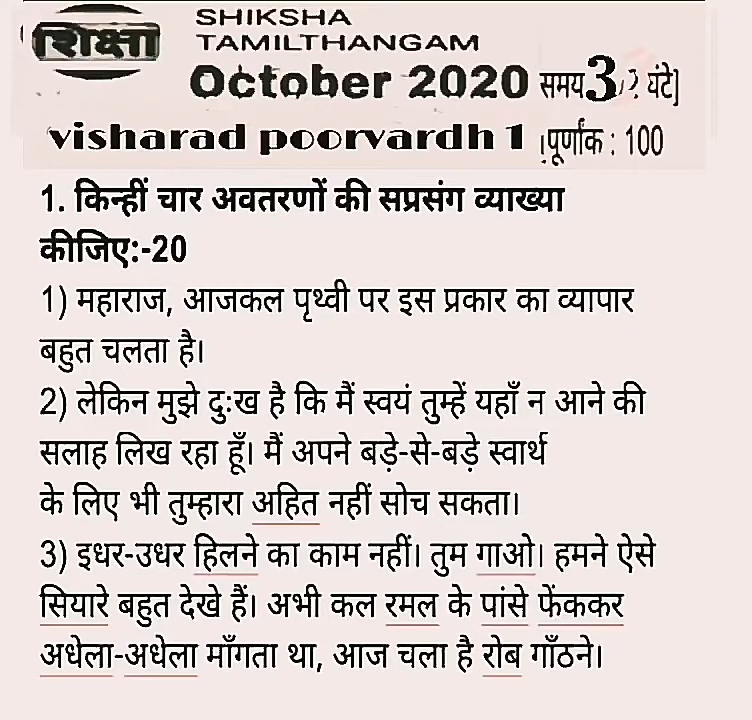 शिक्षा
SHIKSHA
TAMILTHANGAM
October 2020 समय 3 घंटे]
visharad poorvardh 1 पूर्णांक : 100
1. किन्हीं चार अवतरणों की सप्रसंग व्याख्या
कीजिए:-20
1) महाराज, आजकल पृथ्वी पर इस प्रकार का व्यापार
बहुत चलता है।
2) लेकिन मुझे दुःख है कि मैं स्वयं तुम्हें यहाँ न आने की
सलाह लिख रहा हूँ। मैं अपने बड़े-से-बड़े स्वार्थ
के लिए भी तुम्हारा अहित नहीं सोच सकता।
3) इधर-उधर हिलने का काम नहीं। तुम गाओ। हमने ऐसे
सियारे बहुत देखे हैं। अभी कल रमल के पांसे फेंककर
अधेला-अधेला माँगता था, आज चला है रोब गाँठने।